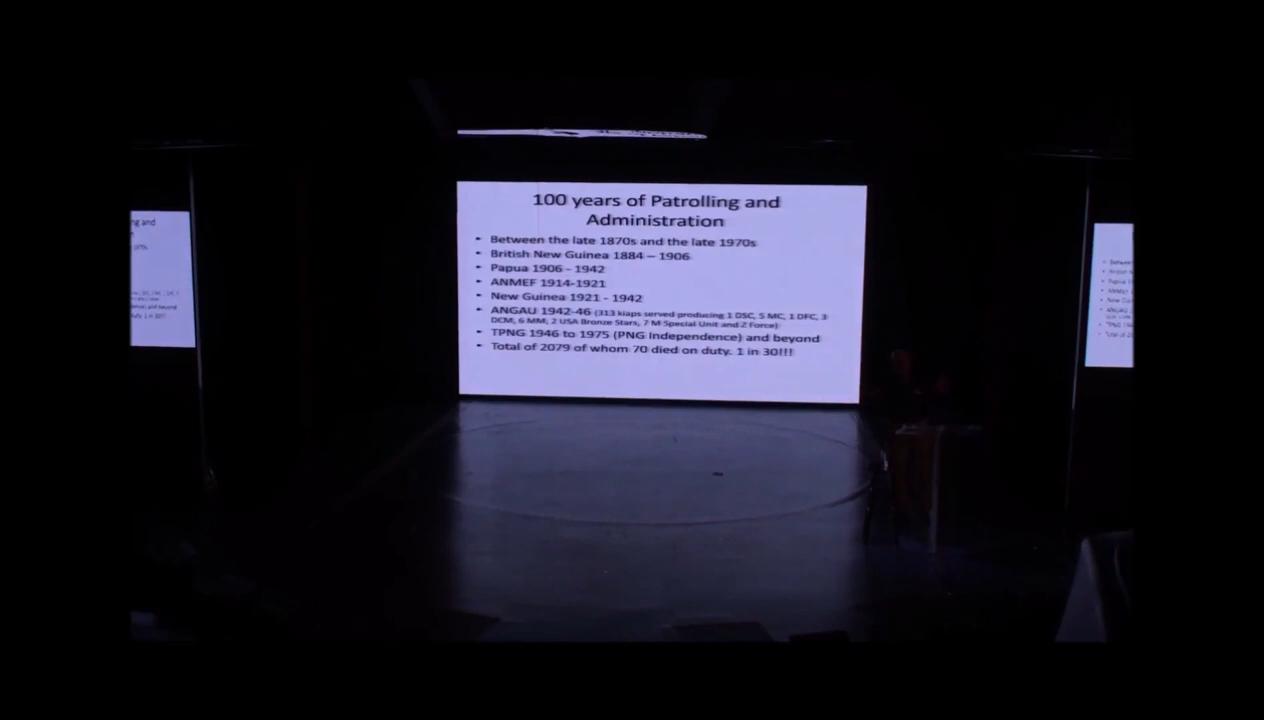 100 years of Patrolling and
Administration
• Between the late 1870s and the late 1970s
• British New Guinea 1884 – 1906
• Papua 1906 - 1942
• ANMEF 1914-1921
• New Guinea 1921 - 1942
• ANGAU 1942-46 (313 kiaps served producing 1 DSC, 5 MC, 1 DFC, 3
DCM, 6 MM, 2 USA Bronze Stars, 7 M Special Unit and Z Force)
• TPNG 1946 to 1975 (PNG Independence) and beyond
• Total of 2079 of whom 70 died on duty. 1 in 30!!!